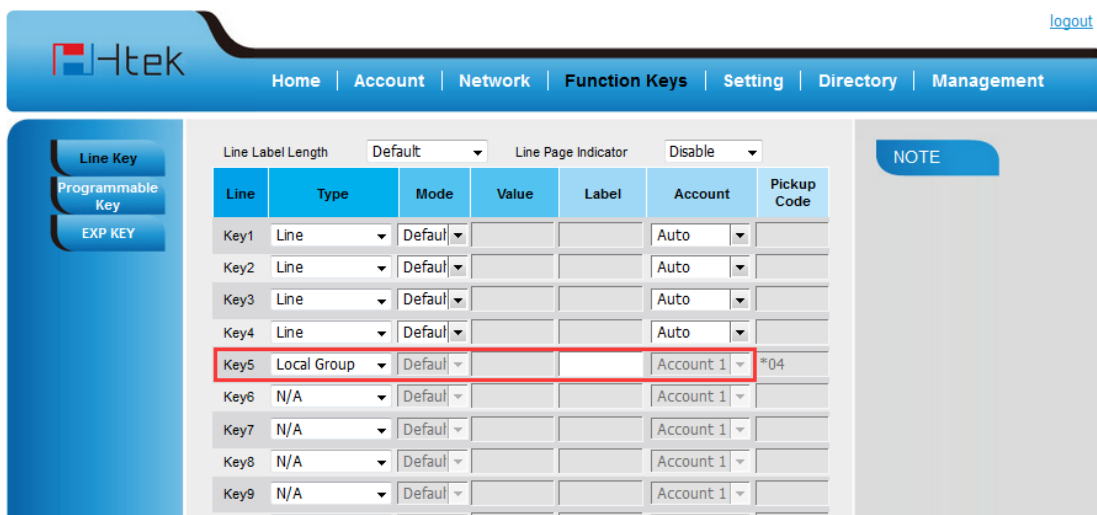 logout
Htek
Home Account Network Function Keys Setting Directory Management
Line Key
Programmable Key
EXP KEY
Line Label Length Default Line Page Indicator Disable
NOTE
Line Type Mode Value Label Account Pickup Code
Key1 Line Defaul Auto
Key2 Line Defaul Auto
Key3 Line Defaul Auto
Key4 Line Defaul Auto
Key5 Local Group Defaul Account 1 *04
Key6 N/A Defaul Account 1
Key7 N/A Defaul Account 1
Key8 N/A Defaul Account 1
Key9 N/A Defaul Account 1